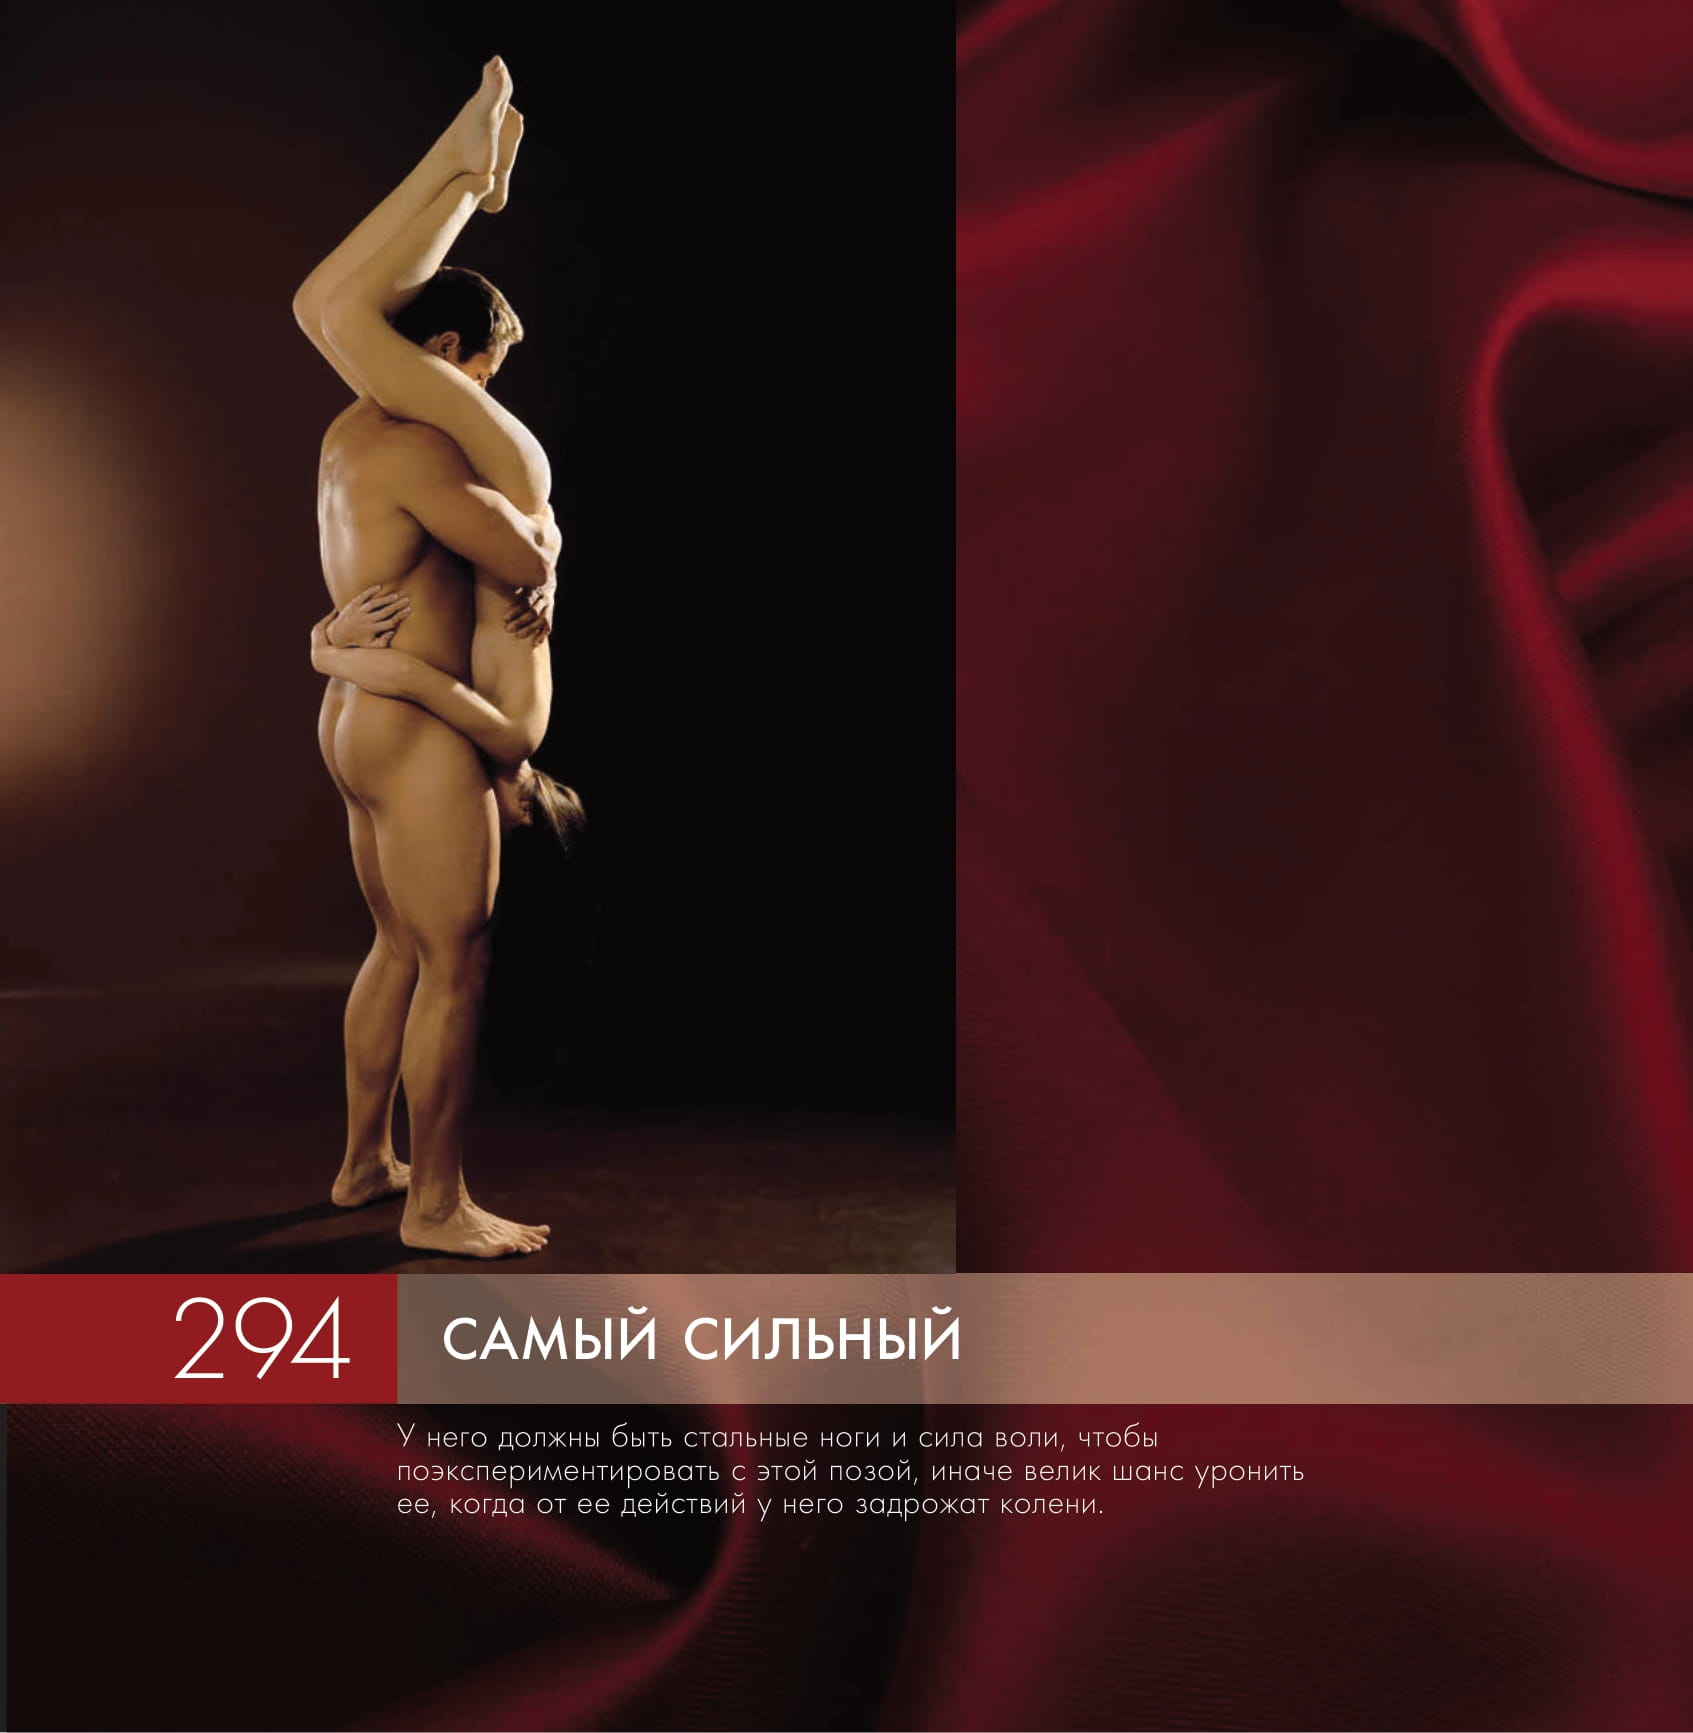 294 САМЫЙ СИЛЬНЫЙ
У него должны быть стальные ноги и сила воли, чтобы
поэкспериментировать с этой позой, иначе велик шанс уронить
ее, когда от ее действий у него задрожат колени.